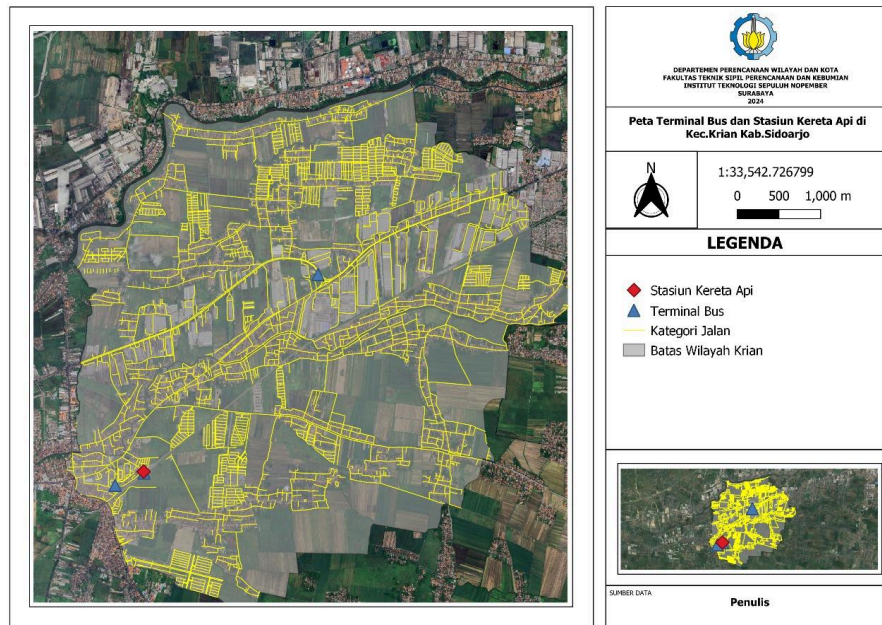 DEPARTEMEN PERENCANAAN WILAYAH DAN KOTA
FAKULTAS TEKNIK SIPIL PERENCANAAN DAN KEBUMIAN
INSTITUT TEKNOLOGI SEPULUH NOPEMBER
SURABAYA
2024
Peta Terminal Bus dan Stasiun Kereta Api di
Kec.Krian Kab.Sidoarjo
N
1:33,542.726799
0 500 1,000 m
LEGENDA
Stasiun Kereta Api
Terminal Bus
Kategori Jalan
Batas Wilayah Krian
SUMBER DATA
Penulis